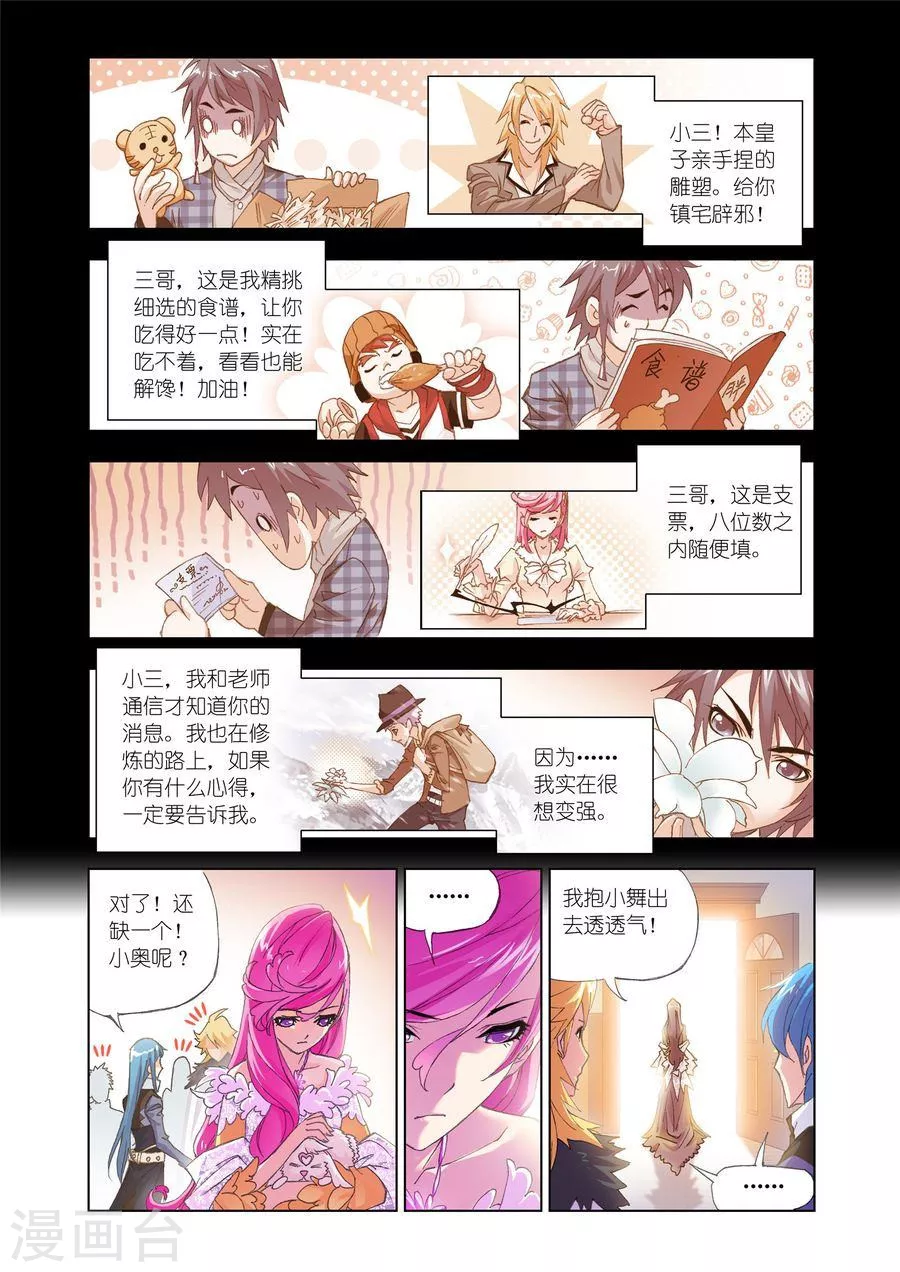 小三！本皇
子亲手捏的
雕塑。给你
镇宅辟邪！
三哥，这是我精挑
细选的食谱，让你
吃得好一点！实在
吃不着，看看也能
解馋！加油！
食谱
三哥，这是支
票，八位数之
内随便填。
支票
小三，我和老师
通信才知道你的
消息。我也在修
炼的路上，如果
你有什么心得，
一定要告诉我。
因为……
我实在很
想变强。
对了！还
缺一个！
小奥呢？
……
我抱小舞出
去透透气！
……
漫画台